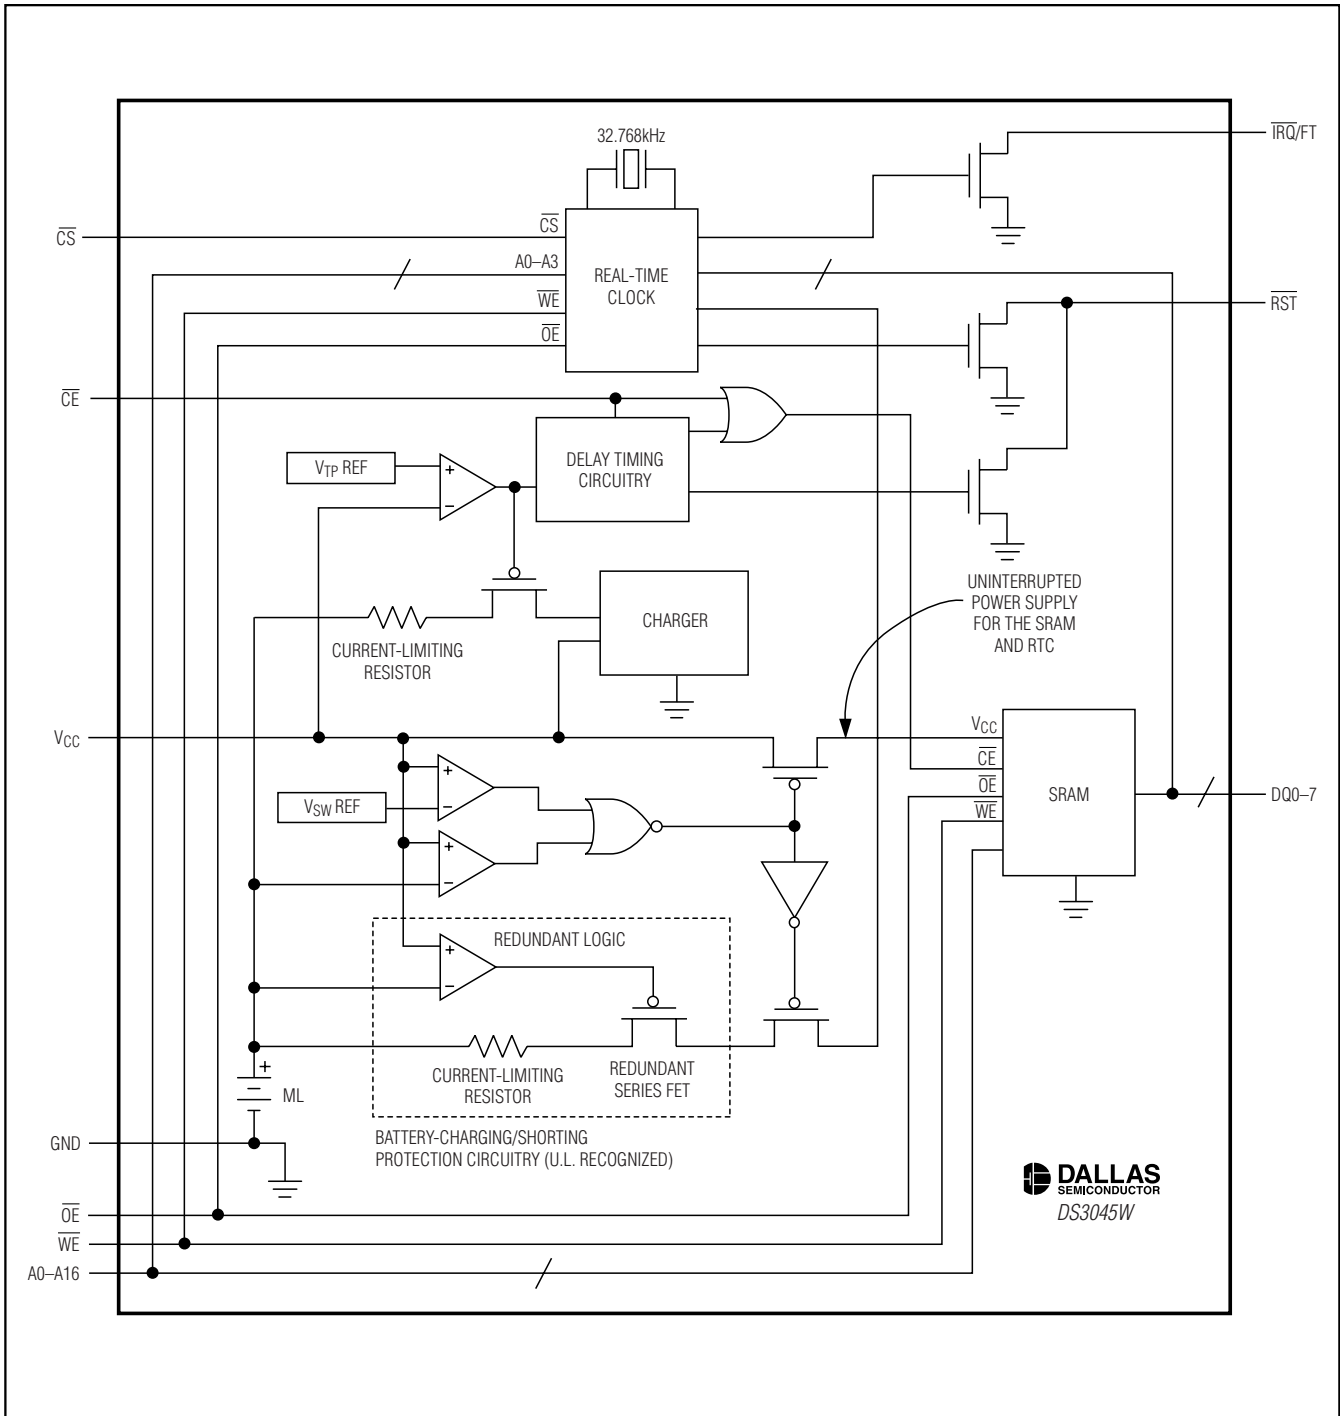 32.768kHz
IRQ/FT
CS
CS
A0–A3
REAL-TIME
CLOCK
WE
OE
RST
CE
VTP REF
+
−
DELAY TIMING
CIRCUITRY
UNINTERRUPTED
POWER SUPPLY
FOR THE SRAM
AND RTC
CHARGER
CURRENT-LIMITING
RESISTOR
VCC
VCC
+
−
VSW REF
CE
OE
WE
SRAM
DQ0–7
+
−
REDUNDANT LOGIC
+
−
CURRENT-LIMITING
RESISTOR
REDUNDANT
SERIES FET
+
ML
GND
BATTERY-CHARGING/SHORTING
PROTECTION CIRCUITRY (U.L. RECOGNIZED)
DALLAS
SEMICONDUCTOR
DS3045W
OE
WE
A0–A16